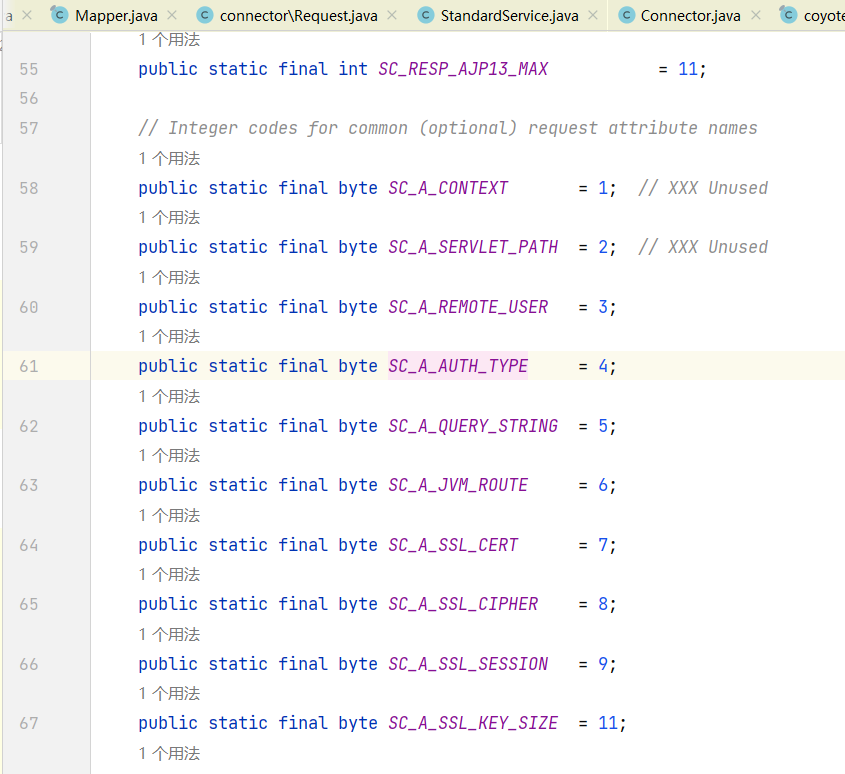 a Mapper.java connector\Request.java StandardService.java Connector.java coyote
1 个用法
55 public static final int SC_RESP_AJP13_MAX = 11;
56
57 // Integer codes for common (optional) request attribute names
1 个用法
58 public static final byte SC_A_CONTEXT = 1; // XXX Unused
1 个用法
59 public static final byte SC_A_SERVLET_PATH = 2; // XXX Unused
1 个用法
60 public static final byte SC_A_REMOTE_USER = 3;
1 个用法
61 public static final byte SC_A_AUTH_TYPE = 4;
1 个用法
62 public static final byte SC_A_QUERY_STRING = 5;
1 个用法
63 public static final byte SC_A_JVM_ROUTE = 6;
1 个用法
64 public static final byte SC_A_SSL_CERT = 7;
1 个用法
65 public static final byte SC_A_SSL_CIPHER = 8;
1 个用法
66 public static final byte SC_A_SSL_SESSION = 9;
1 个用法
67 public static final byte SC_A_SSL_KEY_SIZE = 11;
1 个用法